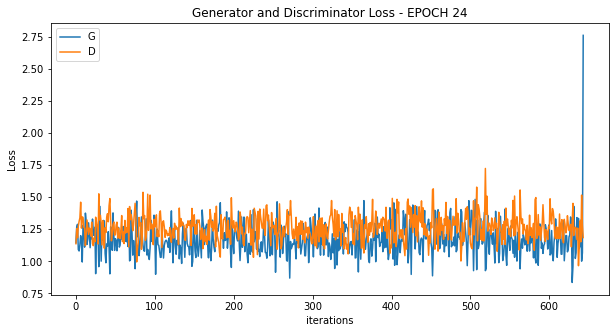 Generator and Discriminator Loss - EPOCH 24
G
D
Loss
2.75
2.50
2.25
2.00
1.75
1.50
1.25
1.00
0.75
0 100 200 300 400 500 600
iterations